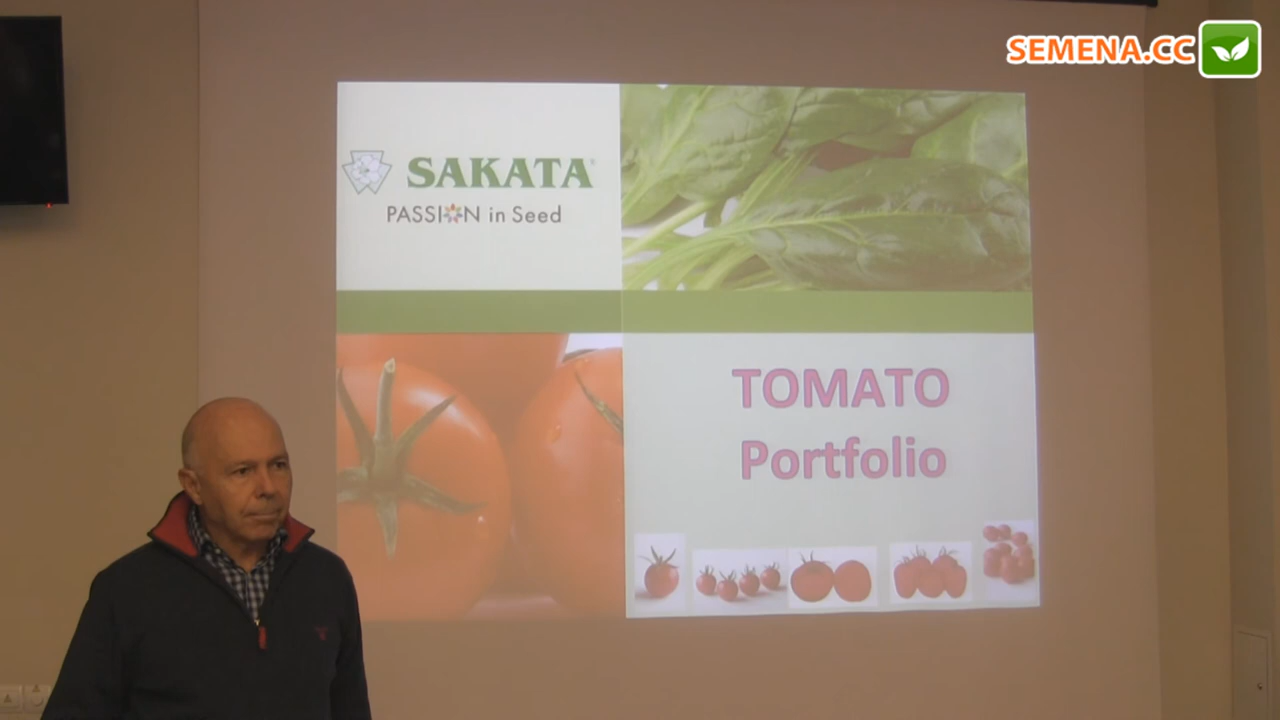 SEMENA.CC
SAKATA®
PASSION in Seed
TOMATO
Portfolio